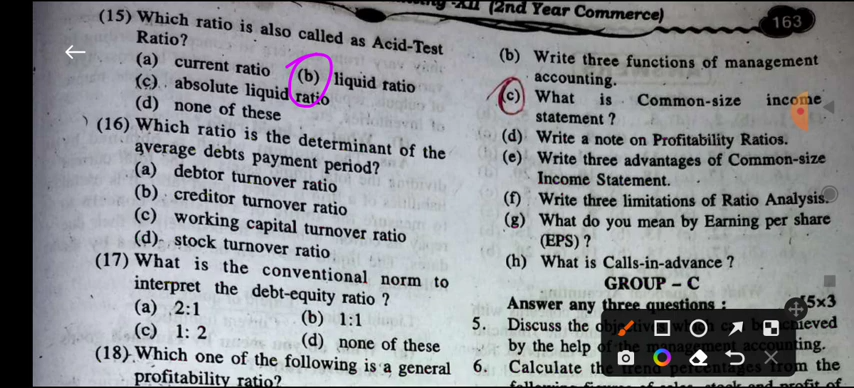 -XII (2nd Year Commerce)
163
(15) Which ratio is also called as Acid-Test
Ratio?
(a) current ratio (b) liquid ratio
(c) absolute liquid ratio
(d) none of these
(16) Which ratio is the determinant of the
average debts payment period?
(a) debtor turnover ratio
(b) creditor turnover ratio
(c) working capital turnover ratio
(d) stock turnover ratio
(17) What is the conventional norm to
interpret the debt-equity ratio ?
(a) 2:1 (b) 1:1
(c) 1: 2 (d) none of these
(18) Which one of the following is a general
profitability ratio?
(b) Write three functions of management
accounting.
(c) What is Common-size income
statement ?
(d) Write a note on Profitability Ratios.
(e) Write three advantages of Common-size
Income Statement.
(f) Write three limitations of Ratio Analysis.
(g) What do you mean by Earning per share
(EPS) ?
(h) What is Calls-in-advance ?
GROUP – C
Answer any three questions : 5×3
5. Discuss the
by the help of the management accounting.
6. Calculate the trend percentages from the